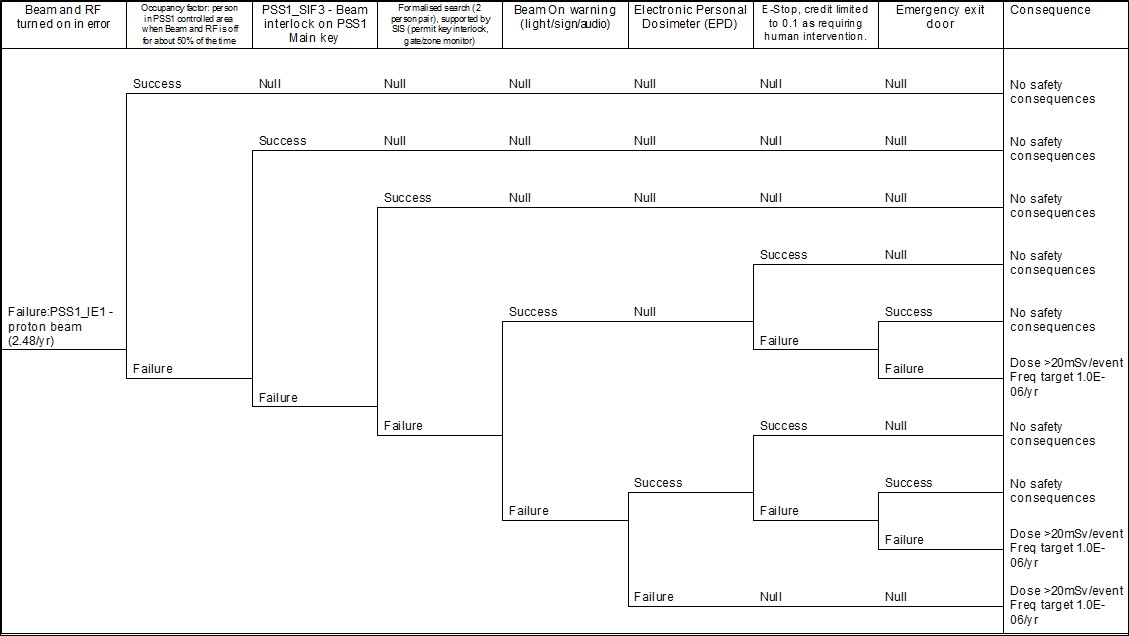 Beam and RF
turned on in error
Occupancy factor: person
in PSS1 controlled area
when Beam and RF is off
for about 50% of the time
PSS1_SIF3 - Beam
interlock on PSS1
Main key
Formalised search (2
person pair), supported by
SIS (permit key interlock,
gate/zone monitor)
Beam On warning
(light/sign/audio)
Electronic Personal
Dosimeter (EPD)
E-Stop, credit limited
to 0.1 as requiring
human intervention.
Emergency exit
door
Consequence
Success Null Null Null Null Null Null No safety
consequences
Success Null Null Null Null Null No safety
consequences
Success Null Null Null Null No safety
consequences
Success Null No safety
consequences
Failure:PSS1_IE1 -
proton beam
(2.48/yr)
Success Null Success No safety
consequences
Failure
Failure Dose >20mSv/event
Freq target 1.0E-
06/yr
Failure
Failure
Failure
Success Null No safety
consequences
Success Success No safety
consequences
Failure Failure
Failure Dose >20mSv/event
Freq target 1.0E-
06/yr
Failure Null Null Dose >20mSv/event
Freq target 1.0E-
06/yr